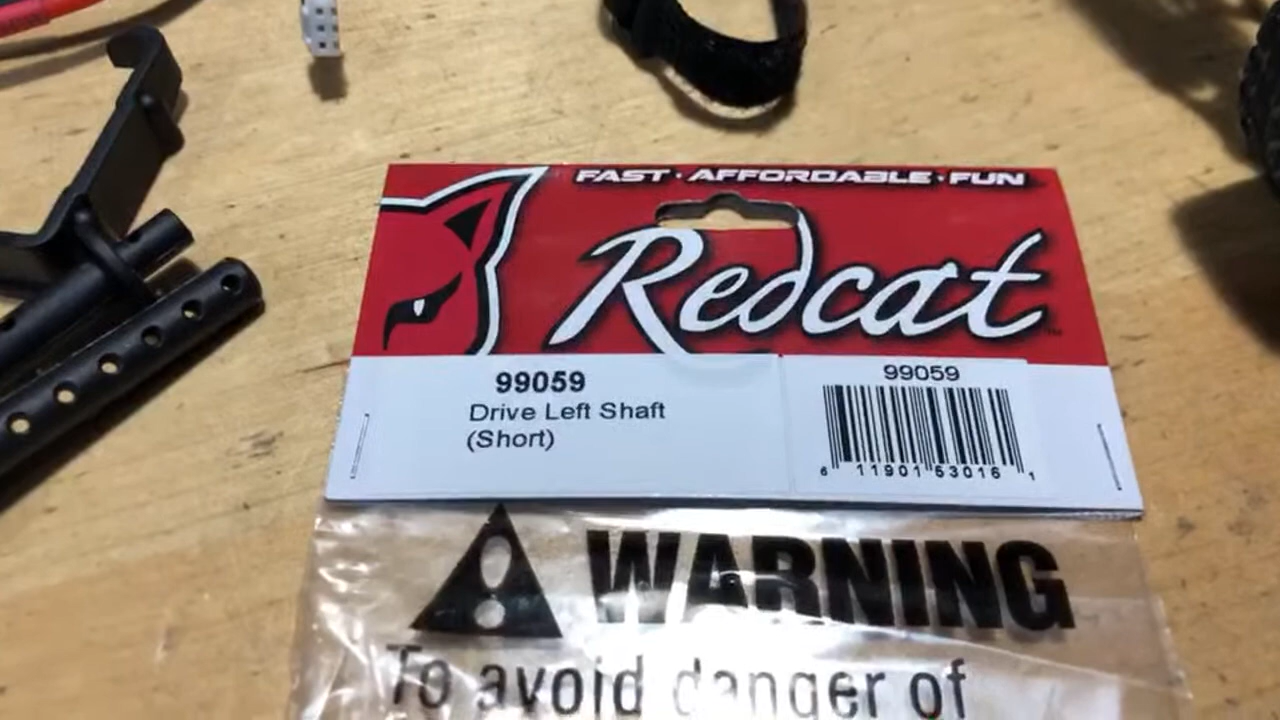 FAST · AFFORDABLE · FUN
Redcat
99059
Drive Left Shaft
(Short)
99059
6 11901 53016 1
WARNING
To avoid danger of